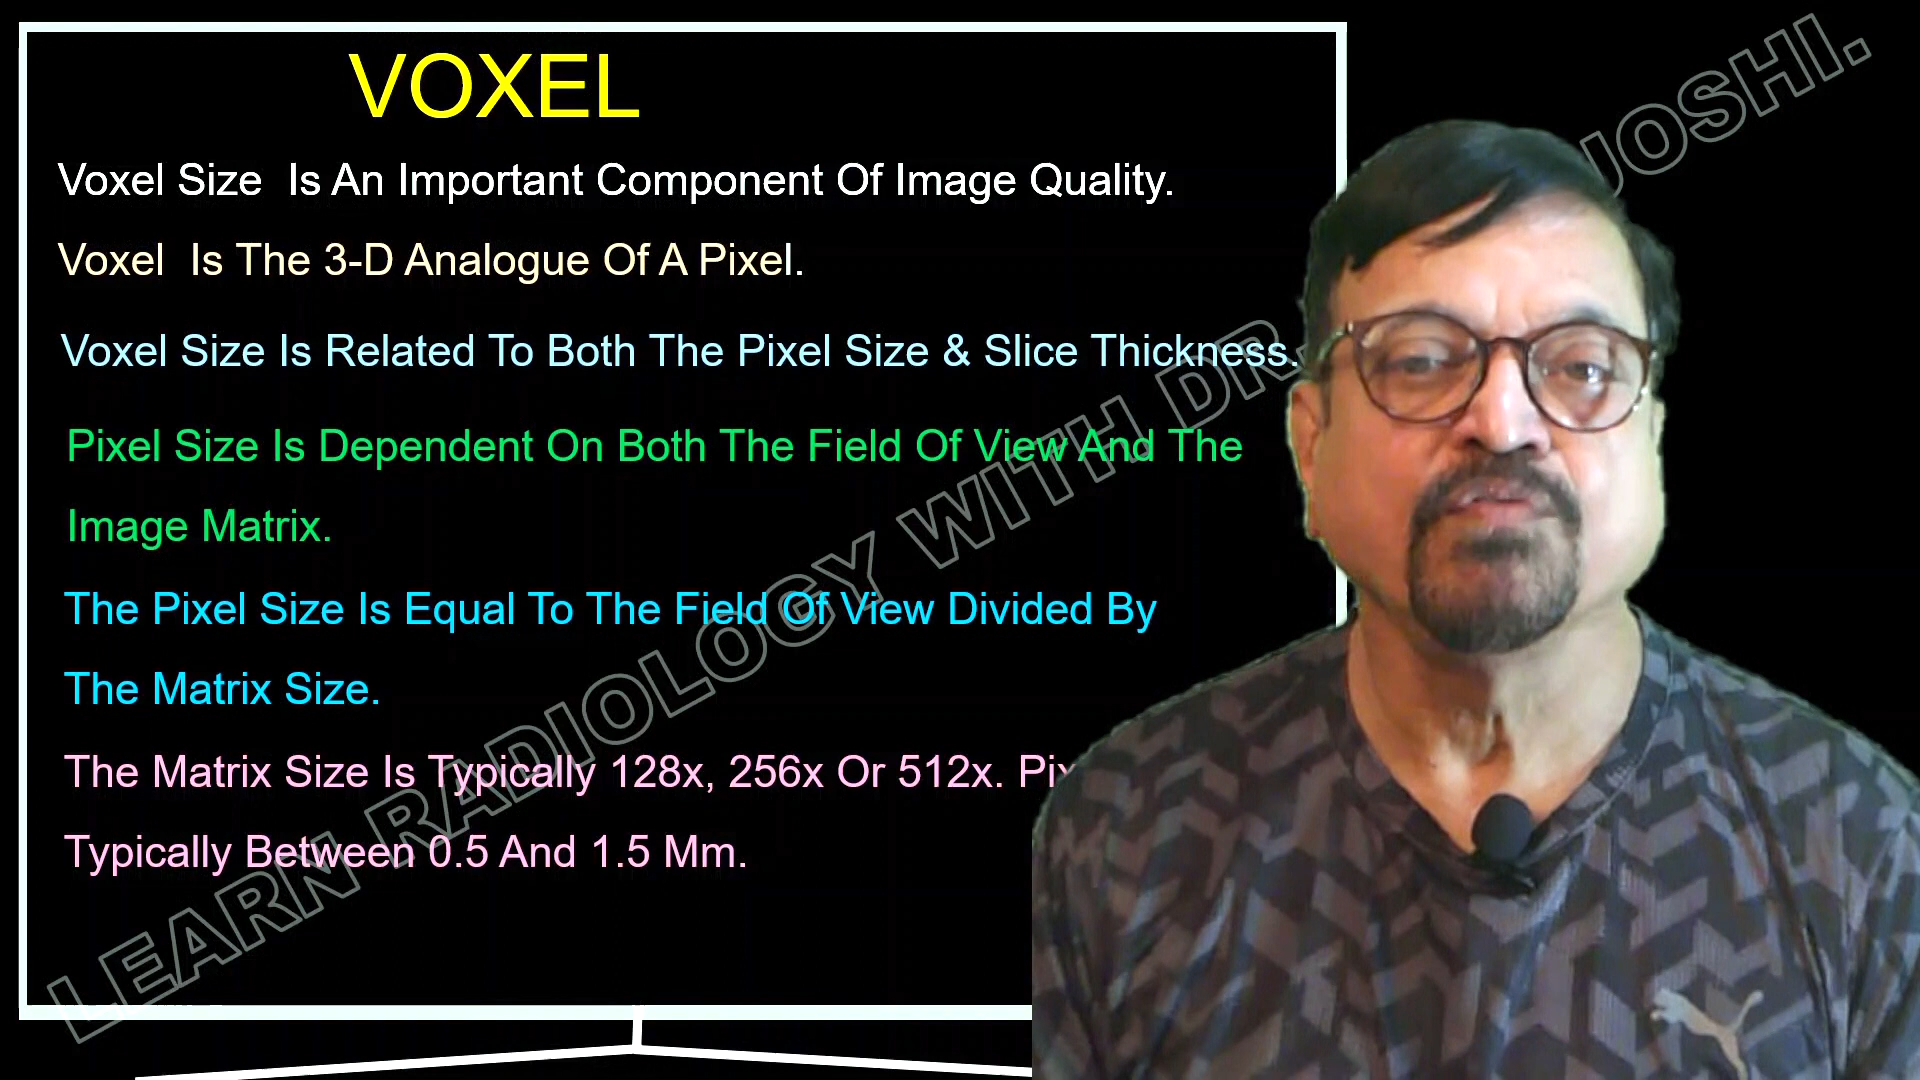 VOXEL
Voxel Size  Is An Important Component Of Image Quality.
Voxel  Is The 3-D Analogue Of A Pixel.
Voxel Size Is Related To Both The Pixel Size & Slice Thickness.
Pixel Size Is Dependent On Both The Field Of View And The
Image Matrix.
The Pixel Size Is Equal To The Field Of View Divided By
The Matrix Size.
The Matrix Size Is Typically 128x, 256x Or 512x.
Typically Between 0.5 And 1.5 Mm.
LEARN RADIOLOGY WITH DR. JOSHI.